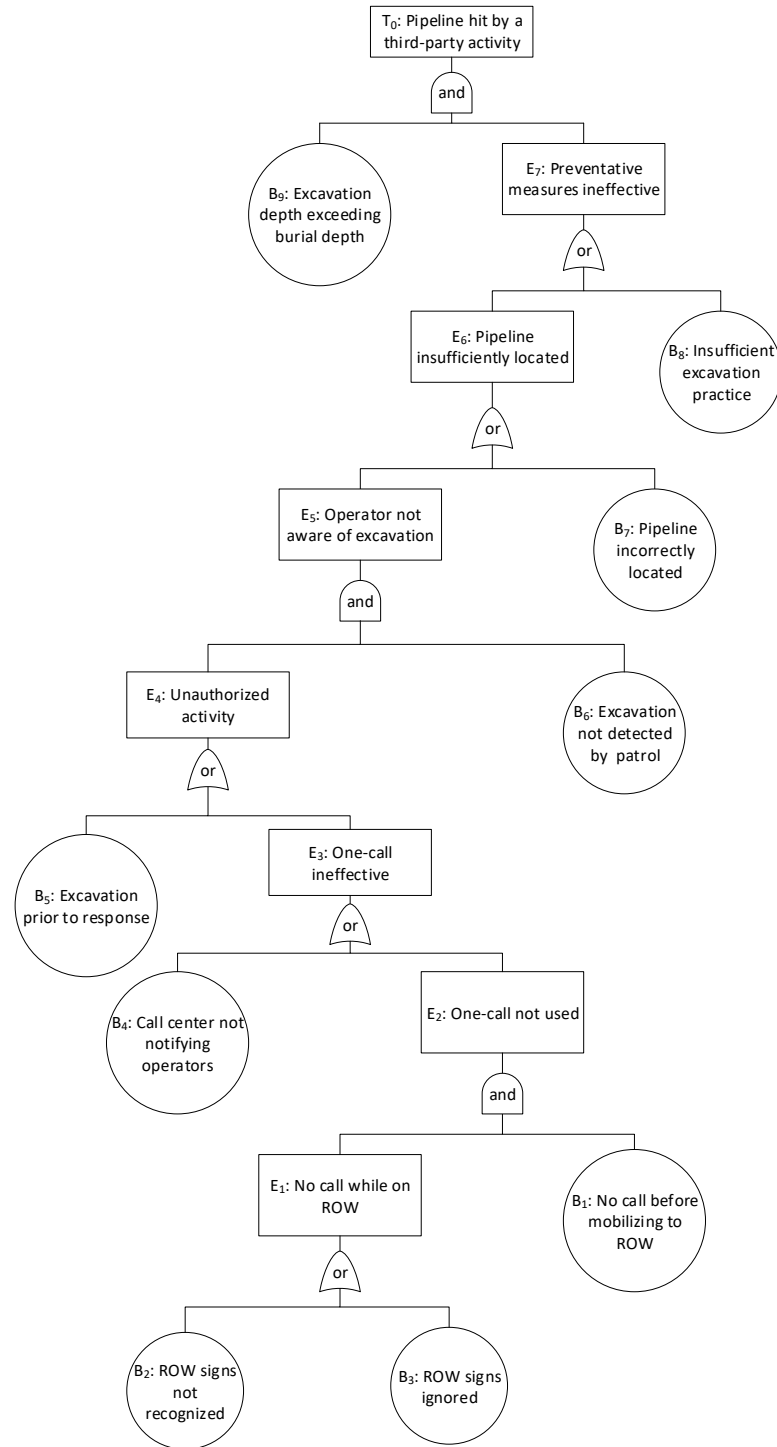 T₀: Pipeline hit by a
third-party activity
and
B₉: Excavation
depth exceeding
burial depth
E₇: Preventative
measures ineffective
or
E₆: Pipeline
insufficiently located
B₈: Insufficient
excavation
practice
or
E₅: Operator not
aware of excavation
B₇: Pipeline
incorrectly
located
and
E₄: Unauthorized
activity
B₆: Excavation
not detected
by patrol
or
B₅: Excavation
prior to response
E₃: One-call
ineffective
or
B₄: Call center not
notifying
operators
E₂: One-call not used
and
E₁: No call while on
ROW
B₁: No call before
mobilizing to
ROW
or
B₂: ROW signs
not
recognized
B₃: ROW signs
ignored